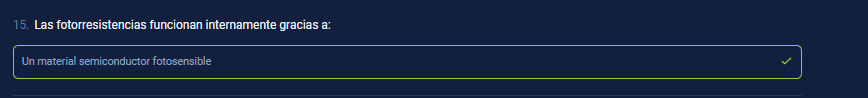 15. Las fotorresistencias funcionan internamente gracias a:
Un material semiconductor fotosensible